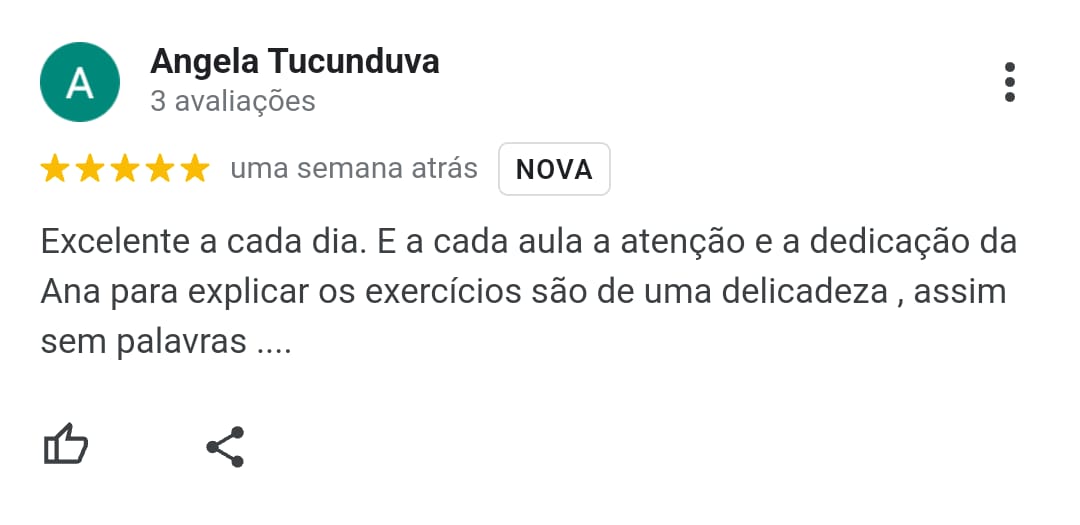 A
Angela Tucunduva
3 avaliações
uma semana atrás NOVA
Excelente a cada dia. E a cada aula a atenção e a dedicação da
Ana para explicar os exercícios são de uma delicadeza , assim
sem palavras ....